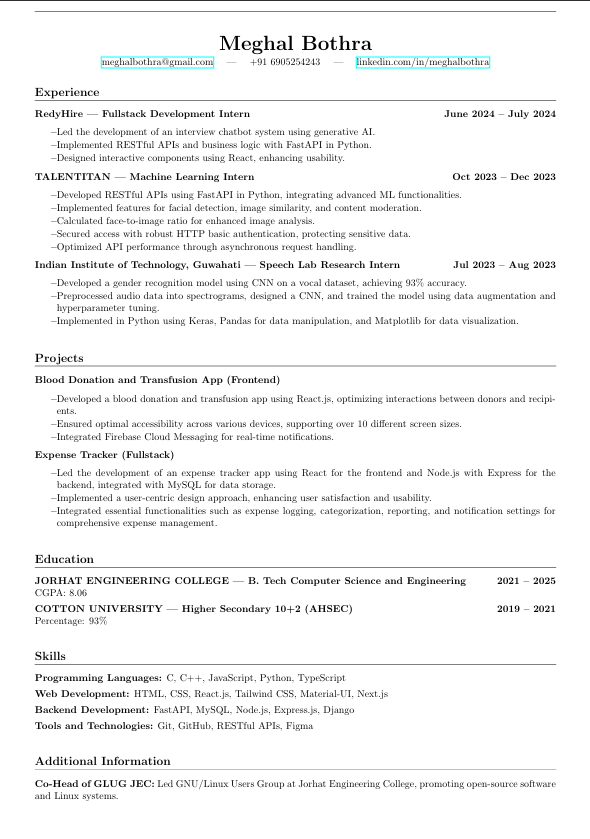 Meghal Bothra
meghalbothra@gmail.com — +91 6905254243 — linkedin.com/in/meghalbothra
Experience
RedyHire — Fullstack Development Intern June 2024 – July 2024
–Led the development of an interview chatbot system using generative AI.
–Implemented RESTful APIs and business logic with FastAPI in Python.
–Designed interactive components using React, enhancing usability.
TALENTITAN — Machine Learning Intern Oct 2023 – Dec 2023
–Developed RESTful APIs using FastAPI in Python, integrating advanced ML functionalities.
–Implemented features for facial detection, image similarity, and content moderation.
–Calculated face-to-image ratio for enhanced image analysis.
–Secured access with robust HTTP basic authentication, protecting sensitive data.
–Optimized API performance through asynchronous request handling.
Indian Institute of Technology, Guwahati — Speech Lab Research Intern Jul 2023 – Aug 2023
–Developed a gender recognition model using CNN on a vocal dataset, achieving 93% accuracy.
–Preprocessed audio data into spectrograms, designed a CNN, and trained the model using data augmentation and
hyperparameter tuning.
–Implemented in Python using Keras, Pandas for data manipulation, and Matplotlib for data visualization.
Projects
Blood Donation and Transfusion App (Frontend)
–Developed a blood donation and transfusion app using React.js, optimizing interactions between donors and recipi-
ents.
–Ensured optimal accessibility across various devices, supporting over 10 different screen sizes.
–Integrated Firebase Cloud Messaging for real-time notifications.
Expense Tracker (Fullstack)
–Led the development of an expense tracker app using React for the frontend and Node.js with Express for the
backend, integrated with MySQL for data storage.
–Implemented a user-centric design approach, enhancing user satisfaction and usability.
–Integrated essential functionalities such as expense logging, categorization, reporting, and notification settings for
comprehensive expense management.
Education
JORHAT ENGINEERING COLLEGE — B. Tech Computer Science and Engineering 2021 – 2025
CGPA: 8.06
COTTON UNIVERSITY — Higher Secondary 10+2 (AHSEC) 2019 – 2021
Percentage: 93%
Skills
Programming Languages: C, C++, JavaScript, Python, TypeScript
Web Development: HTML, CSS, React.js, Tailwind CSS, Material-UI, Next.js
Backend Development: FastAPI, MySQL, Node.js, Express.js, Django
Tools and Technologies: Git, GitHub, RESTful APIs, Figma
Additional Information
Co-Head of GLUG JEC: Led GNU/Linux Users Group at Jorhat Engineering College, promoting open-source software
and Linux systems.